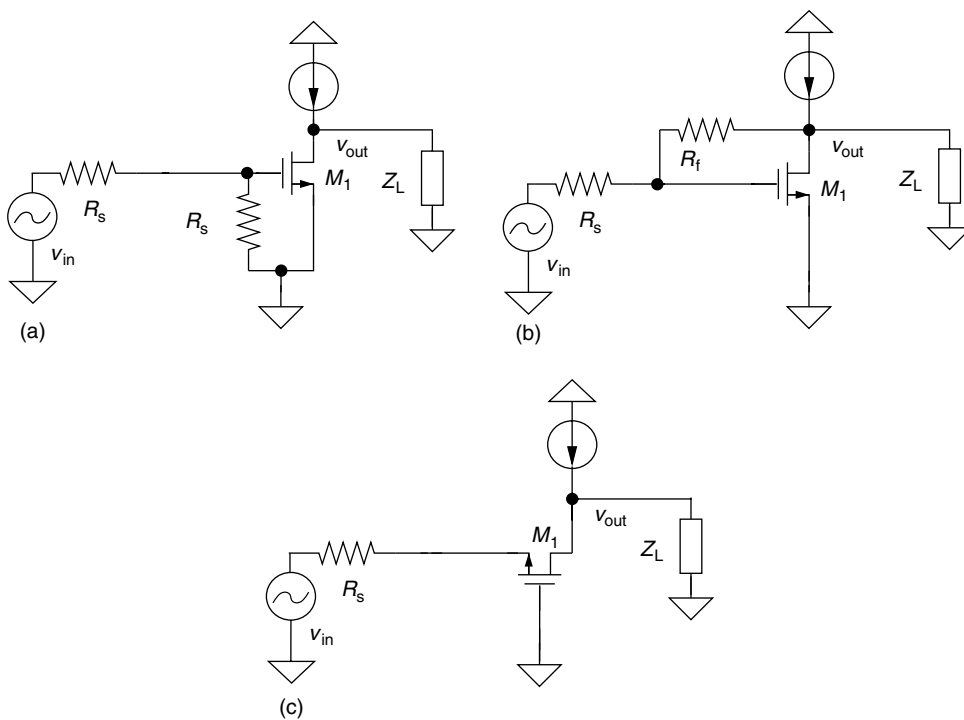 v_out
M_1
Z_L
R_s
R_s
v_in
(a)
R_f
v_out
M_1
Z_L
R_s
v_in
(b)
M_1
v_out
Z_L
R_s
v_in
(c)